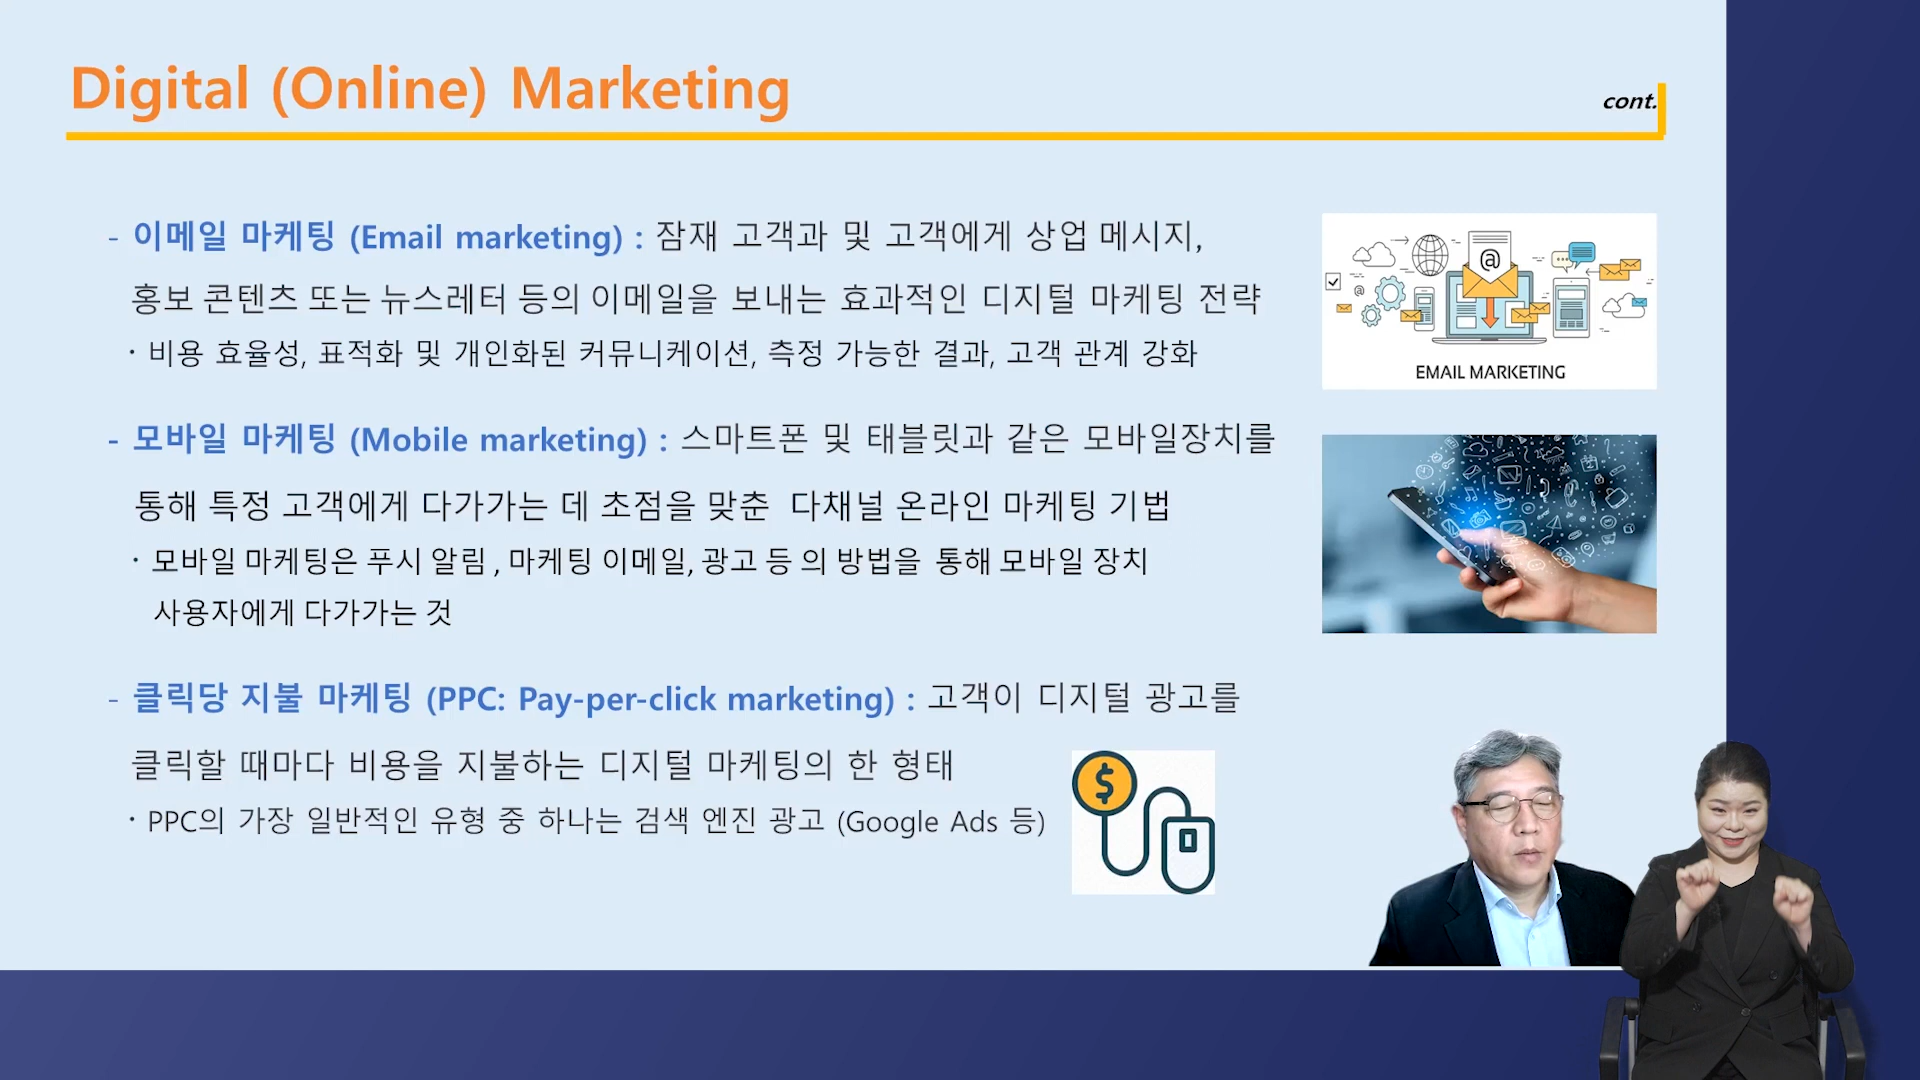 Digital (Online) Marketing
cont.
- 이메일 마케팅 (Email marketing) : 잠재 고객과 및 고객에게 상업 메시지,
홍보 콘텐츠 또는 뉴스레터 등의 이메일을 보내는 효과적인 디지털 마케팅 전략
· 비용 효율성, 표적화 및 개인화된 커뮤니케이션, 측정 가능한 결과, 고객 관계 강화
@
@
EMAIL MARKETING
- 모바일 마케팅 (Mobile marketing) : 스마트폰 및 태블릿과 같은 모바일장치를
통해 특정 고객에게 다가가는 데 초점을 맞춘 다채널 온라인 마케팅 기법
· 모바일 마케팅은 푸시 알림 , 마케팅 이메일, 광고 등 의 방법을 통해 모바일 장치
사용자에게 다가가는 것
- 클릭당 지불 마케팅 (PPC: Pay-per-click marketing) : 고객이 디지털 광고를
클릭할 때마다 비용을 지불하는 디지털 마케팅의 한 형태
· PPC의 가장 일반적인 유형 중 하나는 검색 엔진 광고 (Google Ads 등)
$